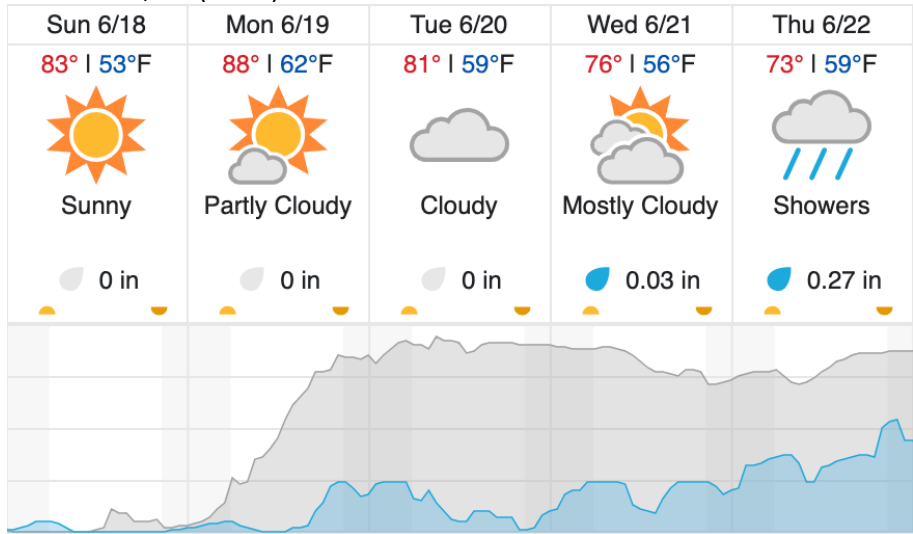 Sun 6/18 Mon 6/19 Tue 6/20 Wed 6/21 Thu 6/22
83° | 53°F 88° | 62°F 81° | 59°F 76° | 56°F 73° | 59°F
Sunny Partly Cloudy Cloudy Mostly Cloudy Showers
0 in 0 in 0 in 0.03 in 0.27 in